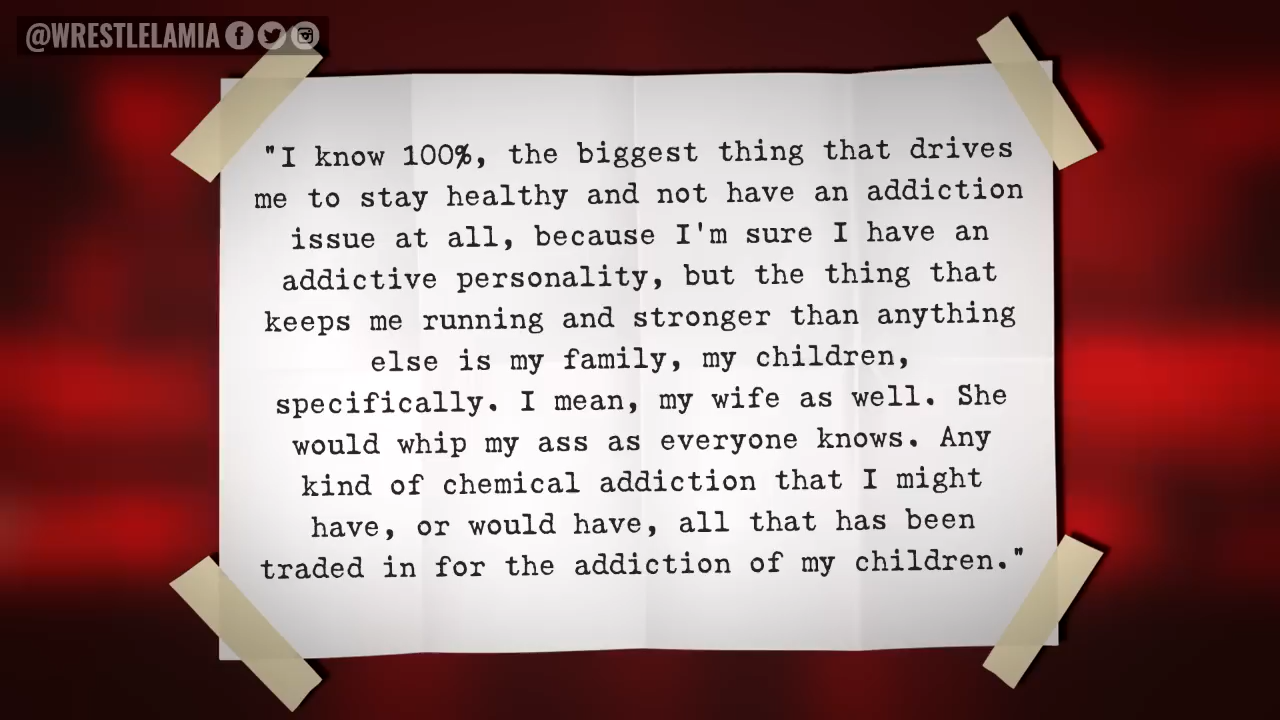 @WRESTLELAMIA
"I know 100%, the biggest thing that drives
me to stay healthy and not have an addiction
issue at all, because I'm sure I have an
addictive personality, but the thing that
keeps me running and stronger than anything
else is my family, my children,
specifically. I mean, my wife as well. She
would whip my ass as everyone knows. Any
kind of chemical addiction that I might
have, or would have, all that has been
traded in for the addiction of my children."